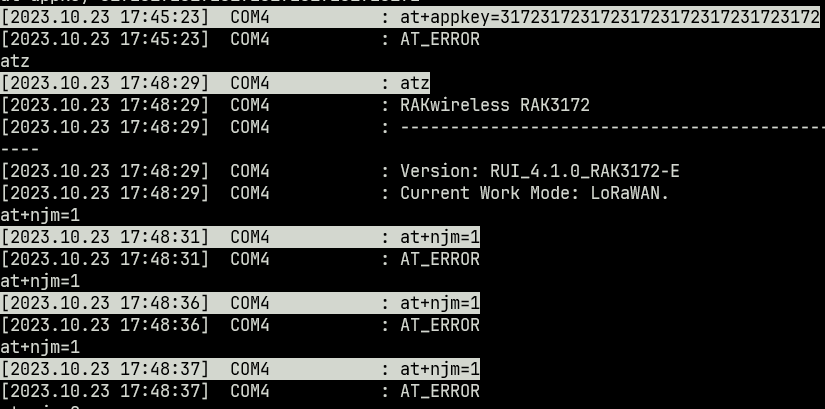 [2023.10.23 17:45:23]  COM4           : at+appkey=31723172317231723172317231723172
[2023.10.23 17:45:23]  COM4           : AT_ERROR
atz
[2023.10.23 17:48:29]  COM4           : atz
[2023.10.23 17:48:29]  COM4           : RAKwireless RAK3172
[2023.10.23 17:48:29]  COM4           : -------------------------------------------
----
[2023.10.23 17:48:29]  COM4           : Version: RUI_4.1.0_RAK3172-E
[2023.10.23 17:48:29]  COM4           : Current Work Mode: LoRaWAN.
at+njm=1
[2023.10.23 17:48:31]  COM4           : at+njm=1
[2023.10.23 17:48:31]  COM4           : AT_ERROR
at+njm=1
[2023.10.23 17:48:36]  COM4           : at+njm=1
[2023.10.23 17:48:36]  COM4           : AT_ERROR
at+njm=1
[2023.10.23 17:48:37]  COM4           : at+njm=1
[2023.10.23 17:48:37]  COM4           : AT_ERROR